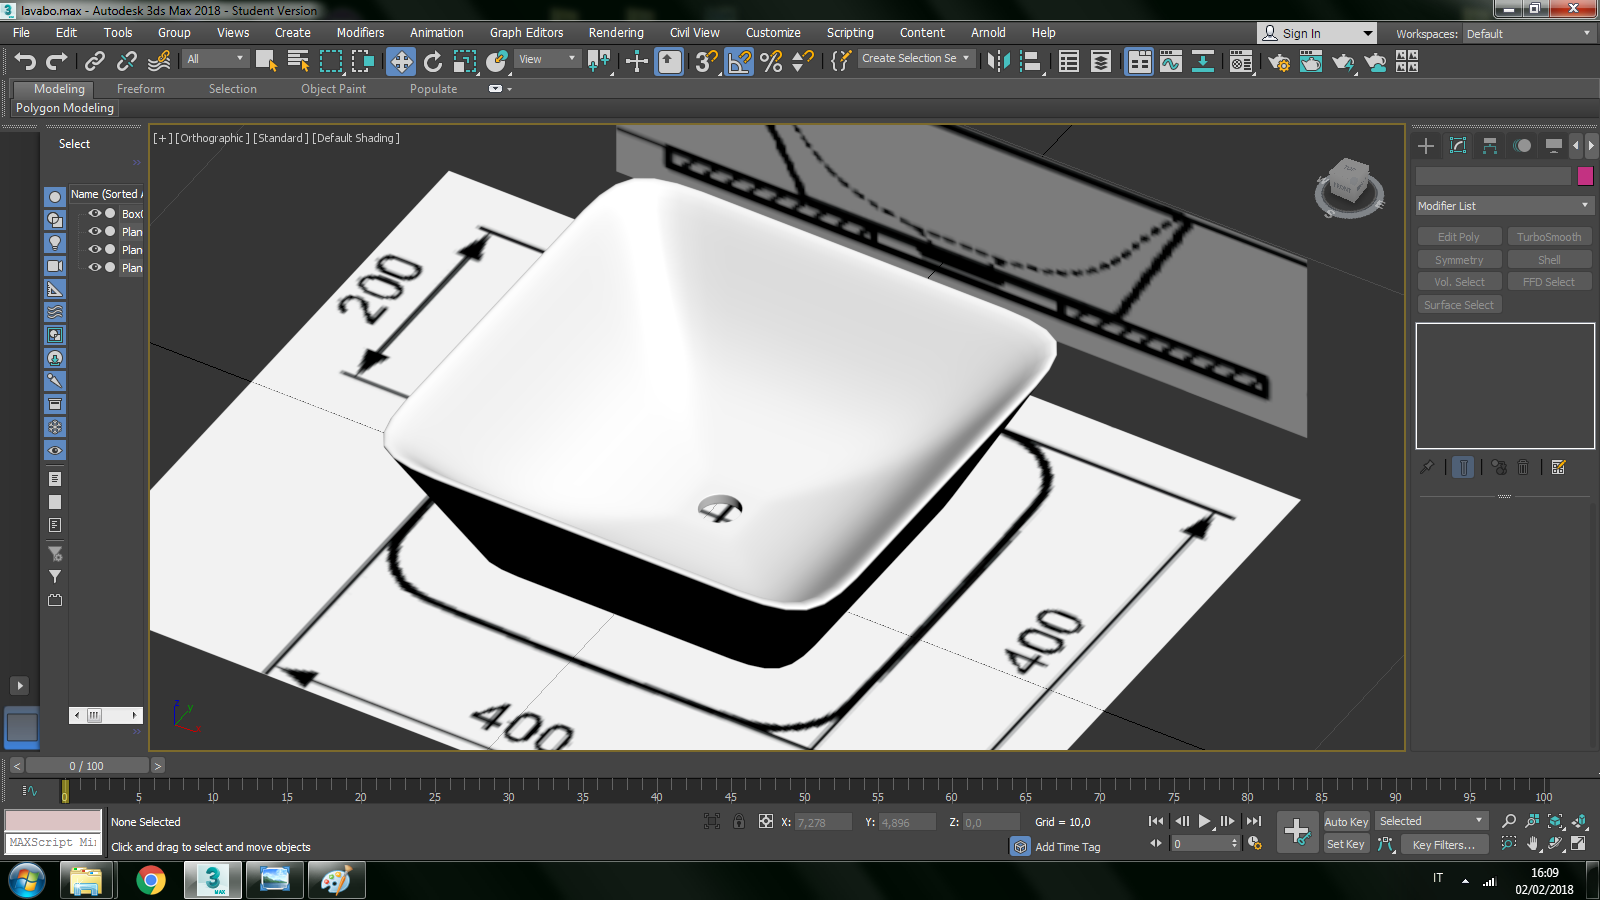 lavabo.max - Autodesk 3ds Max 2018 - Student Version
File Edit Tools Group Views Create Modifiers Animation Graph Editors Rendering Civil View Customize Scripting Content Arnold Help
Sign In Workspaces: Default
All View Create Selection Se
Modeling Freeform Selection Object Paint Populate
Polygon Modeling
[+] [Orthographic] [Standard] [Default Shading]
Select
Name (Sorted A
Box0
Plan
Plan
Plan
200
400
400
4
TOP
S
E
Modifier List
Edit Poly TurboSmooth
Symmetry Shell
Vol. Select FFD Select
Surface Select
z
y
x
< 0 / 100 >
0 5 10 15 20 25 30 35 40 45 50 55 60 65 70 75 80 85 90 95 100
None Selected X: 7,278 Y: 4,896 Z: 0,0 Grid = 10,0
Auto Key Selected
MAXScript Mi
Click and drag to select and move objects
Add Time Tag 0 Set Key Key Filters...
3
MAX
IT
16:09
02/02/2018